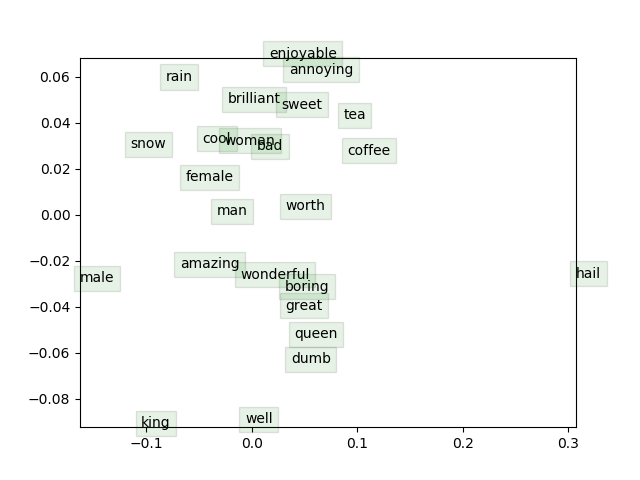 enjoyable
annoying
0.06
rain
brilliant
sweet
0.04
tea
cool
woman
bad
snow
coffee
0.02
female
worth
man
0.00
−0.02
amazing
wonderful
hail
male
boring
−0.04
great
queen
−0.06
dumb
−0.08
well
king
−0.1
0.0
0.1
0.2
0.3